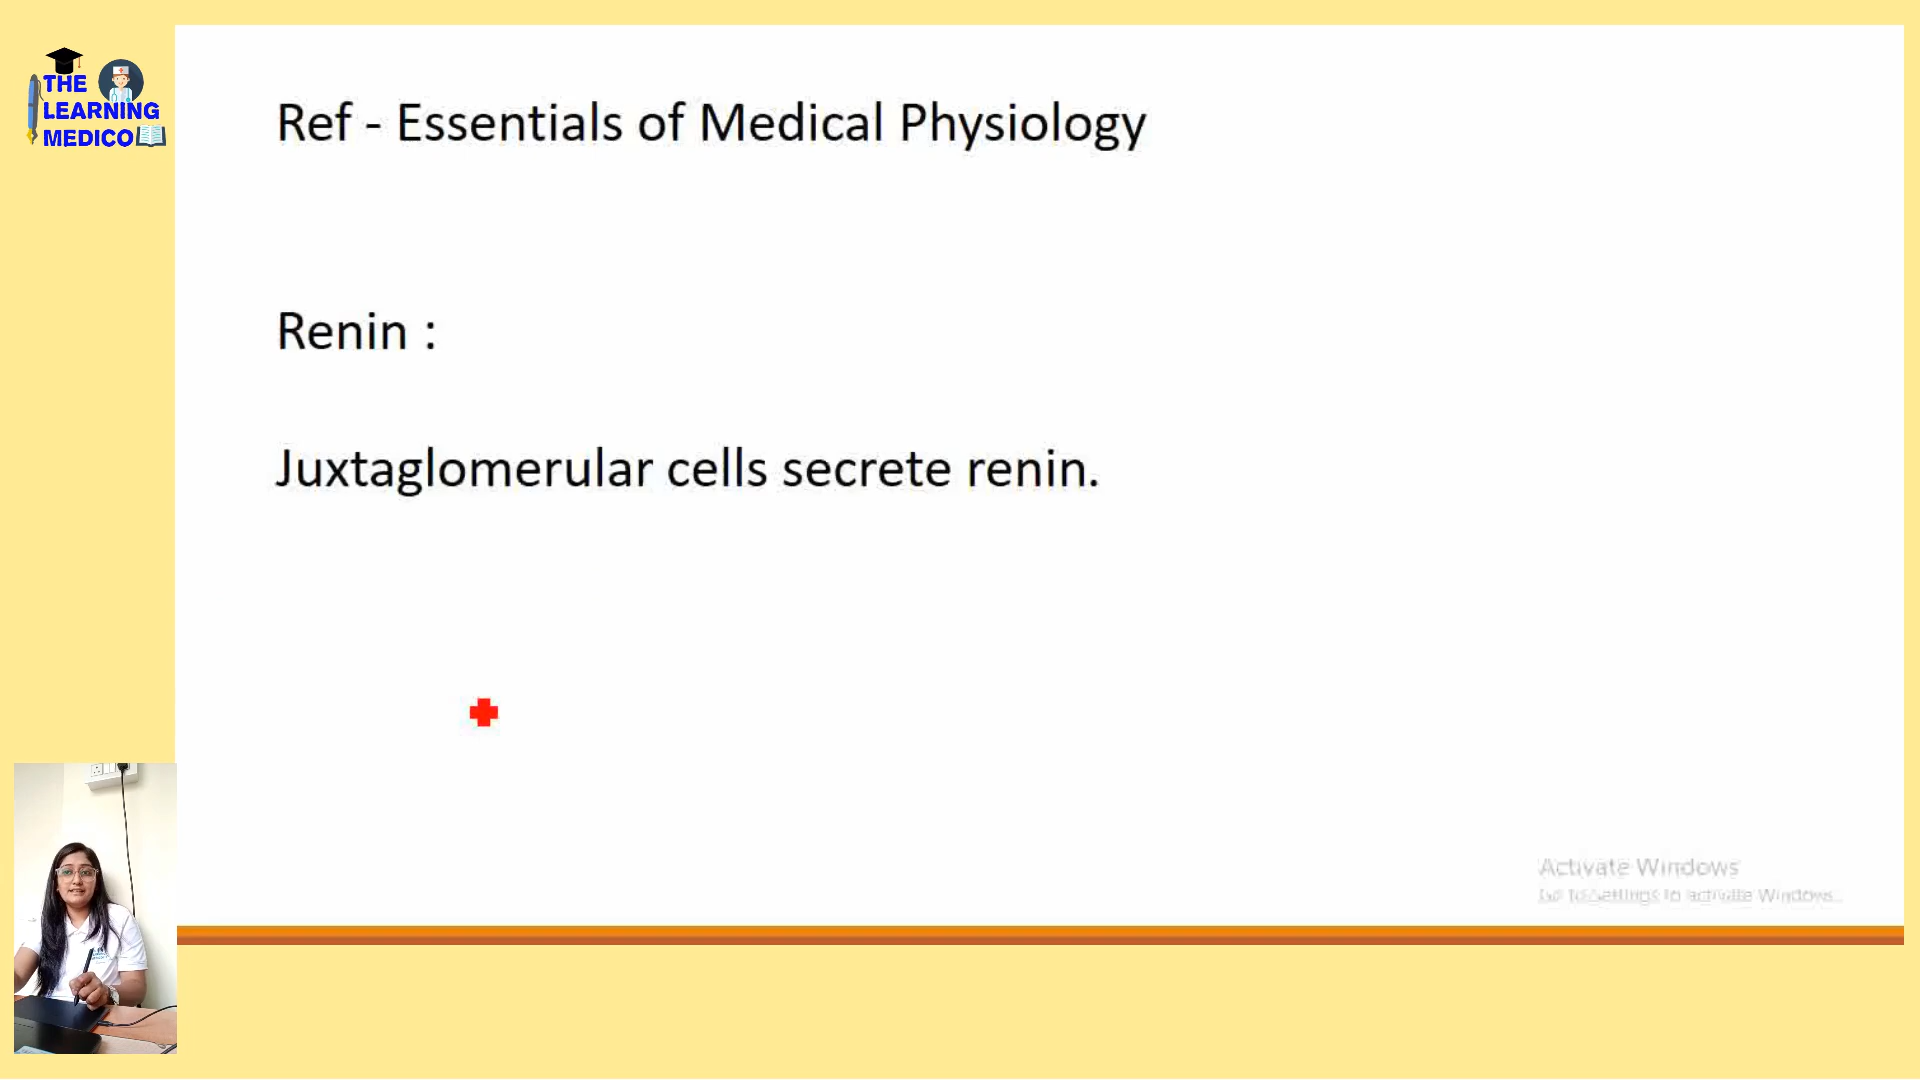 THE
LEARNING
MEDICO
Ref - Essentials of Medical Physiology
Renin :
Juxtaglomerular cells secrete renin.
Activate Windows
Go to Settings to activate Windows.